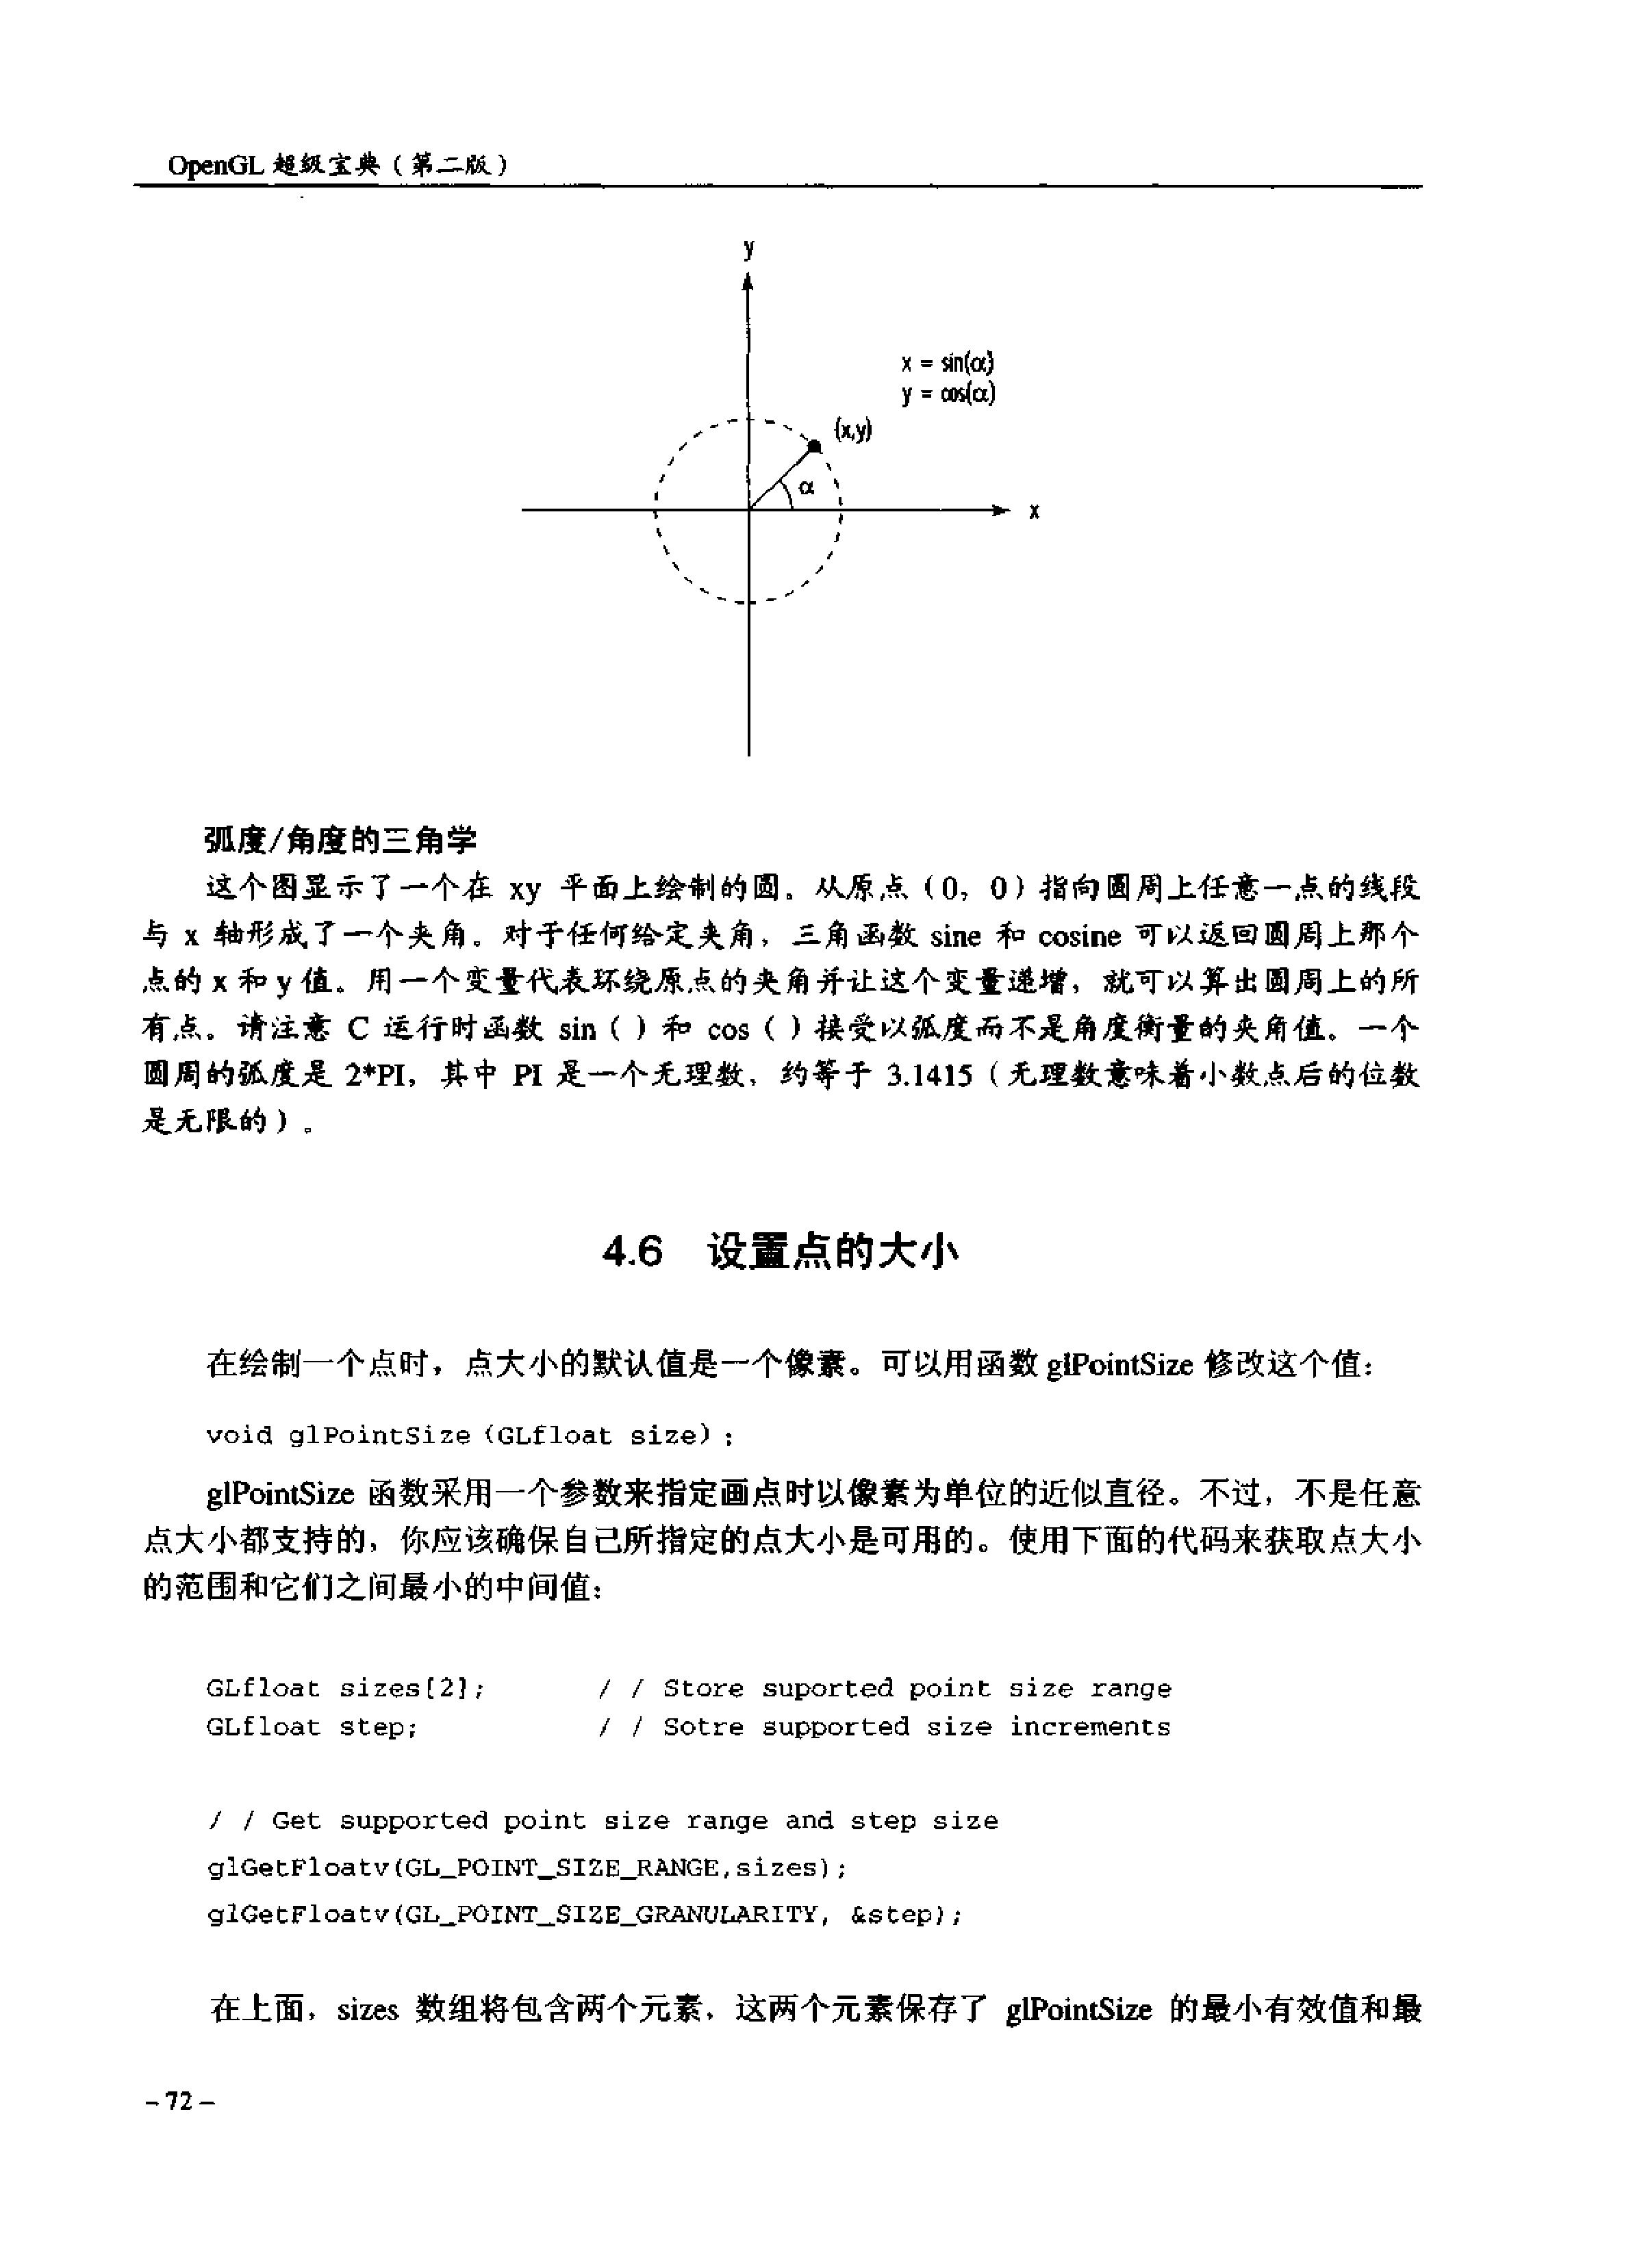 OpenGL 超级宝典（第二版）
y
x = sin(α)
y = cos(α)
(x,y)
α
x
弧度/角度的三角学
这个图显示了一个在 xy 平面上绘制的圆。从原点（0，0）指向圆周上任意一点的线段
与 x 轴形成了一个夹角。对于任何给定夹角，三角函数 sine 和 cosine 可以返回圆周上那个
点的 x 和 y 值。用一个变量代表环绕原点的夹角并让这个变量递增，就可以算出圆周上的所
有点。请注意 C 运行时函数 sin（）和 cos（）接受以弧度而不是角度衡量的夹角值。一个
圆周的弧度是 2*PI，其中 PI 是一个无理数，约等于 3.1415（无理数意味着小数点后的位数
是无限的）。
4.6 设置点的大小
在绘制一个点时，点大小的默认值是一个像素。可以用函数 glPointSize 修改这个值：
void glPointSize (GLfloat size) ;
glPointSize 函数采用一个参数来指定画点时以像素为单位的近似直径。不过，不是任意
点大小都支持的，你应该确保自己所指定的点大小是可用的。使用下面的代码来获取点大小
的范围和它们之间最小的中间值：
GLfloat sizes[2]; / / Store suported point size range
GLfloat step; / / Sotre supported size increments
/ / Get supported point size range and step size
glGetFloatv(GL_POINT_SIZE_RANGE,sizes);
glGetFloatv(GL_POINT_SIZE_GRANULARITY, &step);
在上面，sizes 数组将包含两个元素，这两个元素保存了 glPointSize 的最小有效值和最
– 72 –